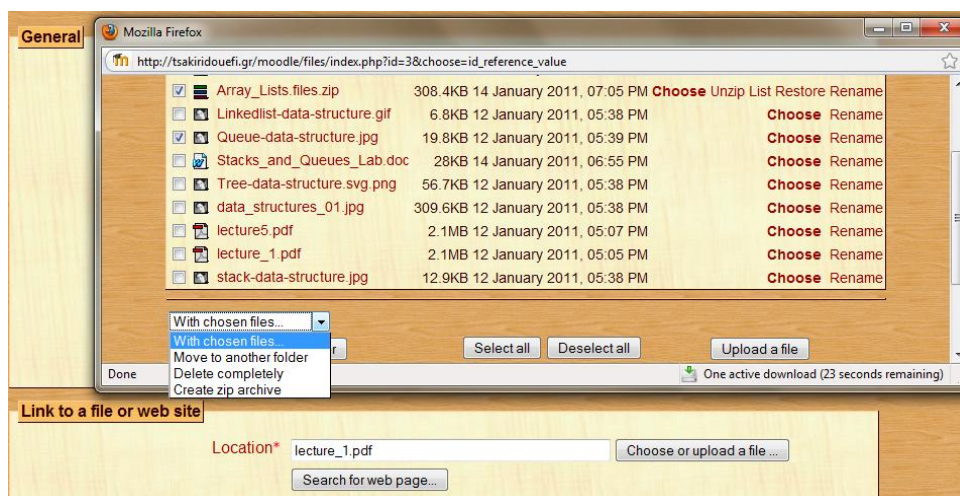 General
Mozilla Firefox
http://tsakiridouefi.gr/moodle/files/index.php?id=3&choose=id_reference_value
Array_Lists.files.zip 308.4KB 14 January 2011, 07:05 PM Choose Unzip List Restore Rename
Linkedlist-data-structure.gif 6.8KB 12 January 2011, 05:38 PM Choose Rename
Queue-data-structure.jpg 19.8KB 12 January 2011, 05:39 PM Choose Rename
Stacks_and_Queues_Lab.doc 28KB 14 January 2011, 06:55 PM Choose Rename
Tree-data-structure.svg.png 56.7KB 12 January 2011, 05:38 PM Choose Rename
data_structures_01.jpg 309.6KB 12 January 2011, 05:38 PM Choose Rename
lecture5.pdf 2.1MB 12 January 2011, 05:07 PM Choose Rename
lecture_1.pdf 2.1MB 12 January 2011, 05:05 PM Choose Rename
stack-data-structure.jpg 12.9KB 12 January 2011, 05:38 PM Choose Rename
With chosen files...
With chosen files...
Move to another folder
Delete completely
Create zip archive
r Select all Deselect all Upload a file
Done One active download (23 seconds remaining)
Link to a file or web site
Location* lecture_1.pdf Choose or upload a file ...
Search for web page...